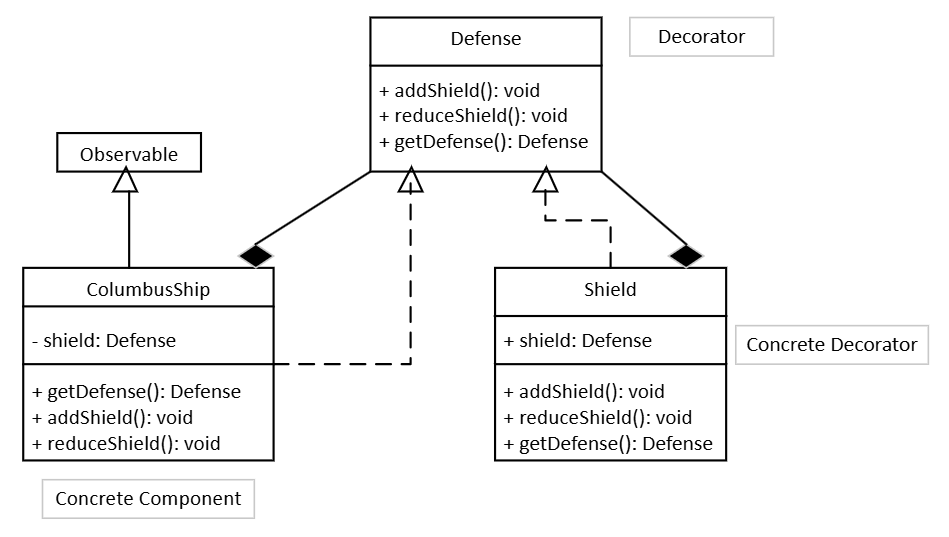 Defense
Decorator
+ addShield(): void
+ reduceShield(): void
+ getDefense(): Defense
Observable
ColumbusShip
- shield: Defense
+ getDefense(): Defense
+ addShield(): void
+ reduceShield(): void
Concrete Component
Shield
+ shield: Defense
+ addShield(): void
+ reduceShield(): void
+ getDefense(): Defense
Concrete Decorator